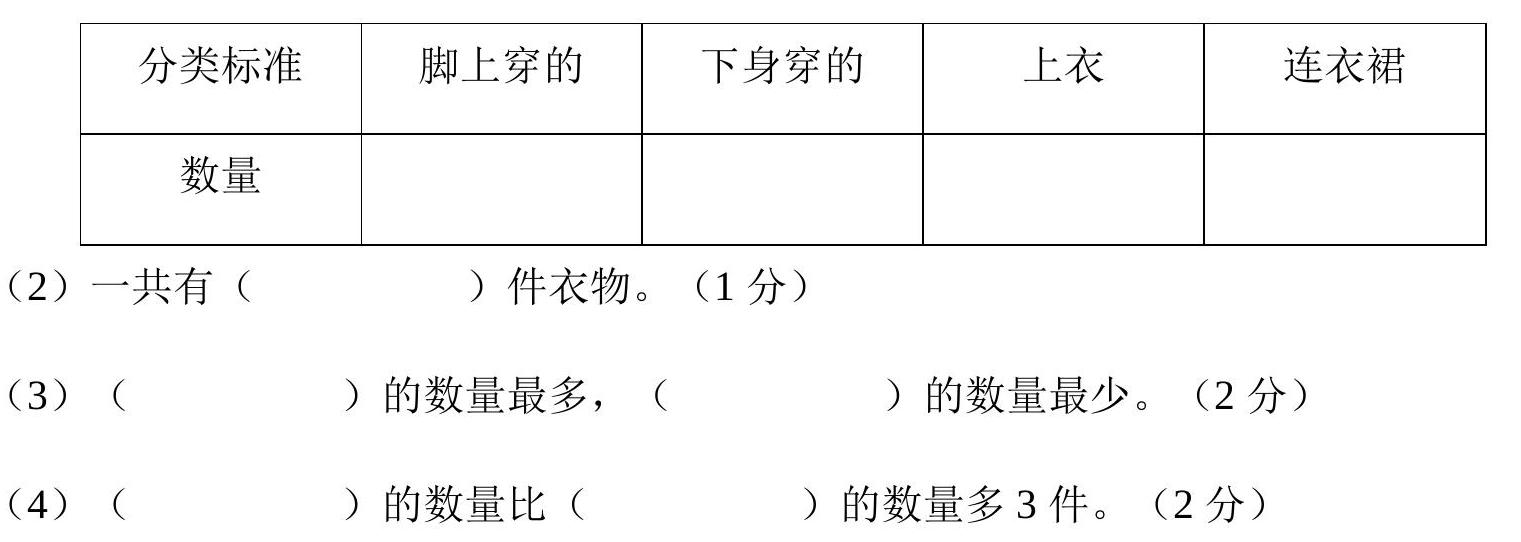 分类标准 脚上穿的 下身穿的 上衣 连衣裙
数量
（2）一共有（ ）件衣物。（1 分）
（3）（ ）的数量最多，（ ）的数量最少。（2 分）
（4）（ ）的数量比（ ）的数量多 3 件。（2 分）